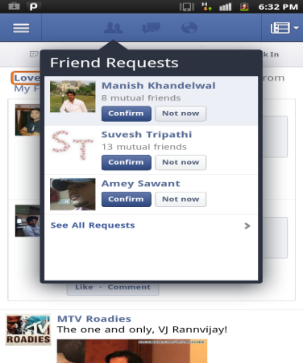 6:32 PM
k In
Friend Requests
Love
om
My F
Manish Khandelwal
8 mutual friends
Confirm Not now
Suvesh Tripathi
ST
13 mutual friends
Confirm Not now
Amey Sawant
Confirm Not now
See All Requests >
Like · Comment
MTV Roadies
The one and only, VJ Rannvijay!
MTV
ROADIES